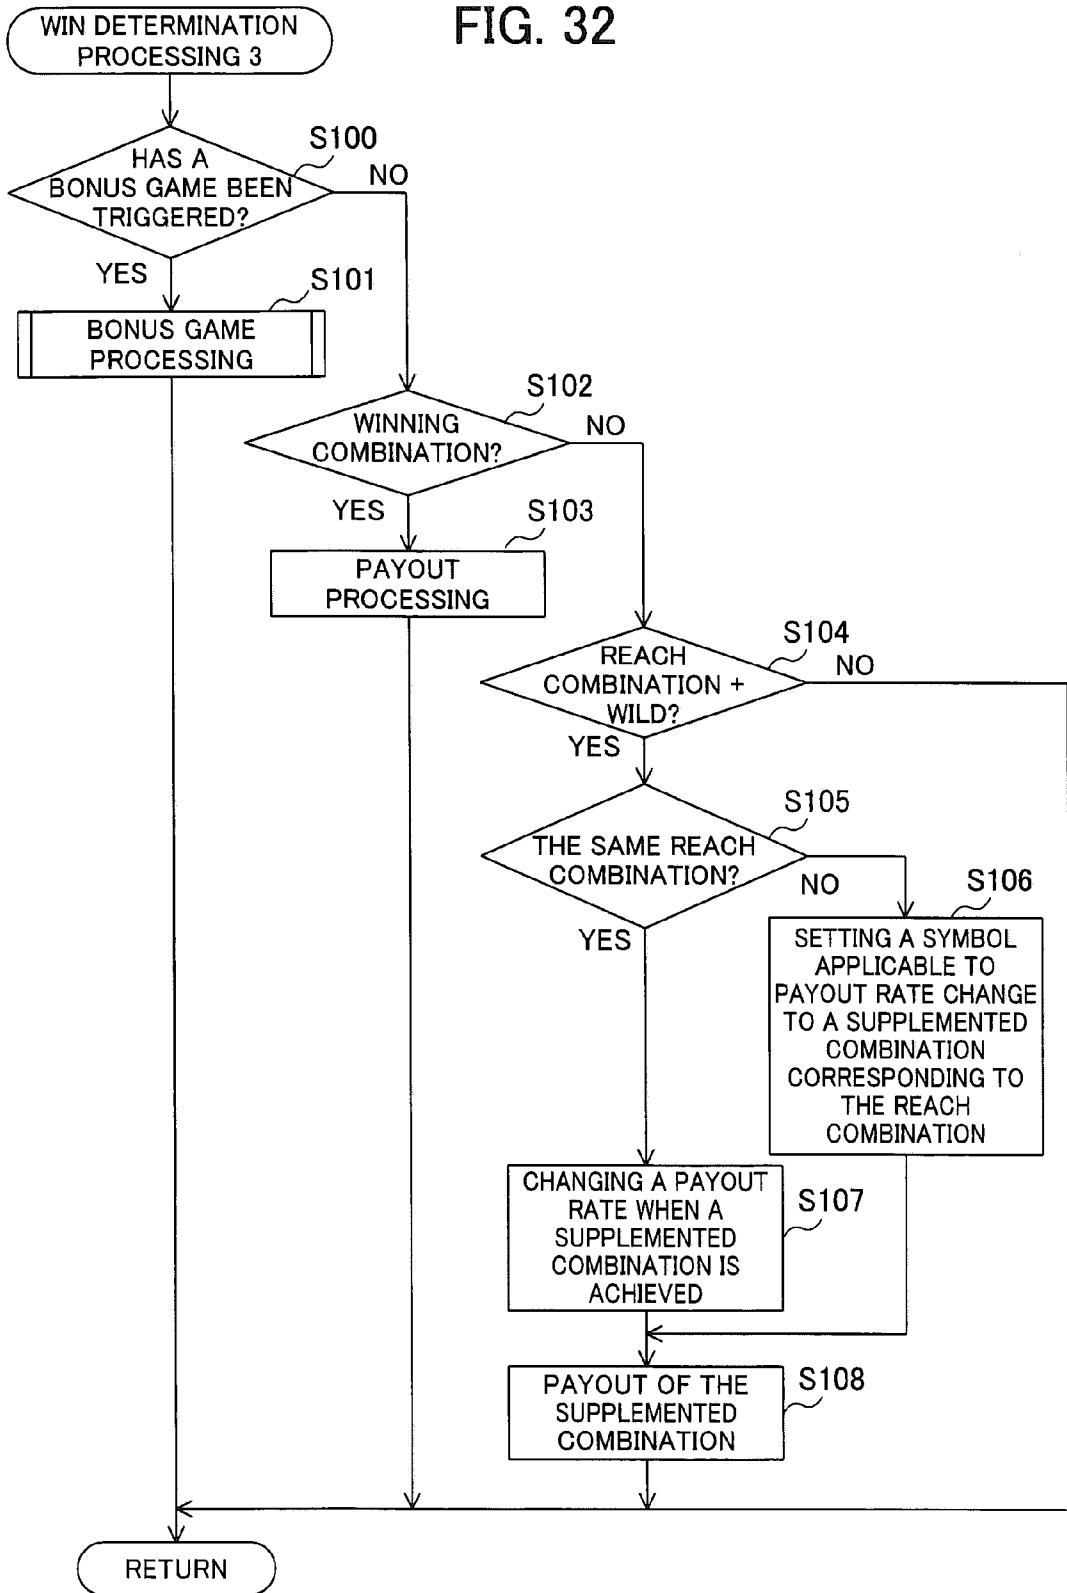 FIG. 32
WIN DETERMINATION
PROCESSING 3
S100
HAS A
BONUS GAME BEEN
TRIGGERED?
NO
YES
S101
BONUS GAME
PROCESSING
S102
WINNING
COMBINATION?
NO
YES
S103
PAYOUT
PROCESSING
S104
REACH
COMBINATION +
WILD?
NO
YES
S105
THE SAME REACH
COMBINATION?
NO
YES
S106
SETTING A SYMBOL
APPLICABLE TO
PAYOUT RATE CHANGE
TO A SUPPLEMENTED
COMBINATION
CORRESPONDING TO
THE REACH
COMBINATION
CHANGING A PAYOUT
RATE WHEN A
SUPPLEMENTED
COMBINATION IS
ACHIEVED
S107
PAYOUT OF THE
SUPPLEMENTED
COMBINATION
S108
RETURN